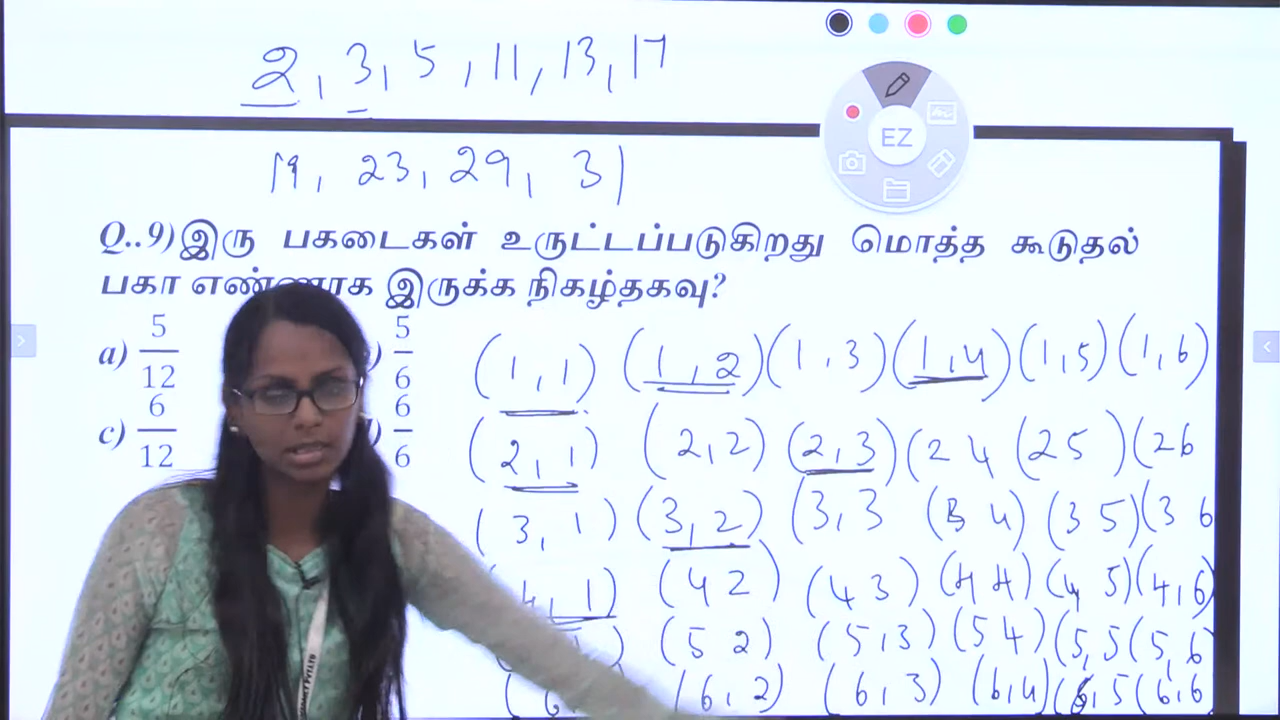 2, 3, 5, 11, 13, 17
EZ
19, 23, 29, 31
Q..9) இரு பகடைகள் உருட்டப்படுகிறது மொத்த கூடுதல்
பகா எண்ணாக இருக்க நிகழ்தகவு?
a) 5/12
) 5/6
c) 6/12
) 6/6
(1, 1) (1, 2) (1, 3) (1, 4) (1, 5) (1, 6)
(2, 1) (2, 2) (2, 3) (2 4 (2 5) (2 6
(3, 1) (3, 2) (3, 3 (3 4) (3 5) (3 6
4, 1) (4 2) (4 3) (4 4) (4, 5) (4, 6)
) (5 2) (5, 3) (5 4) (5, 5 (5, 6
(6, (6, 2) (6, 3) (6, 4) (6, 5 (6, 6